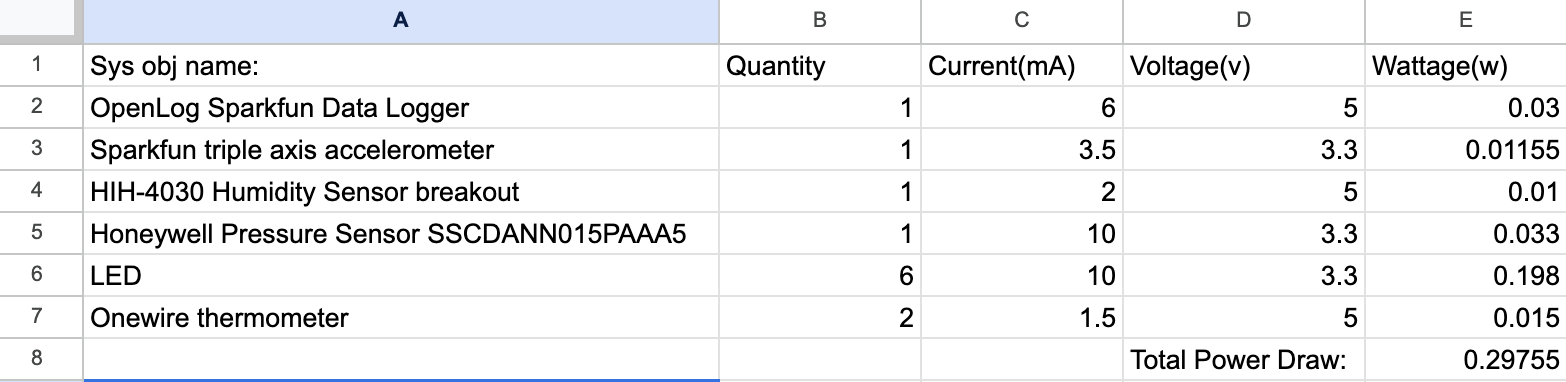 A B C D E
1 Sys obj name: Quantity Current(mA) Voltage(v) Wattage(w)
2 OpenLog Sparkfun Data Logger 1 6 5 0.03
3 Sparkfun triple axis accelerometer 1 3.5 3.3 0.01155
4 HIH-4030 Humidity Sensor breakout 1 2 5 0.01
5 Honeywell Pressure Sensor SSCDANN015PAAA5 1 10 3.3 0.033
6 LED 6 10 3.3 0.198
7 Onewire thermometer 2 1.5 5 0.015
8 Total Power Draw: 0.29755